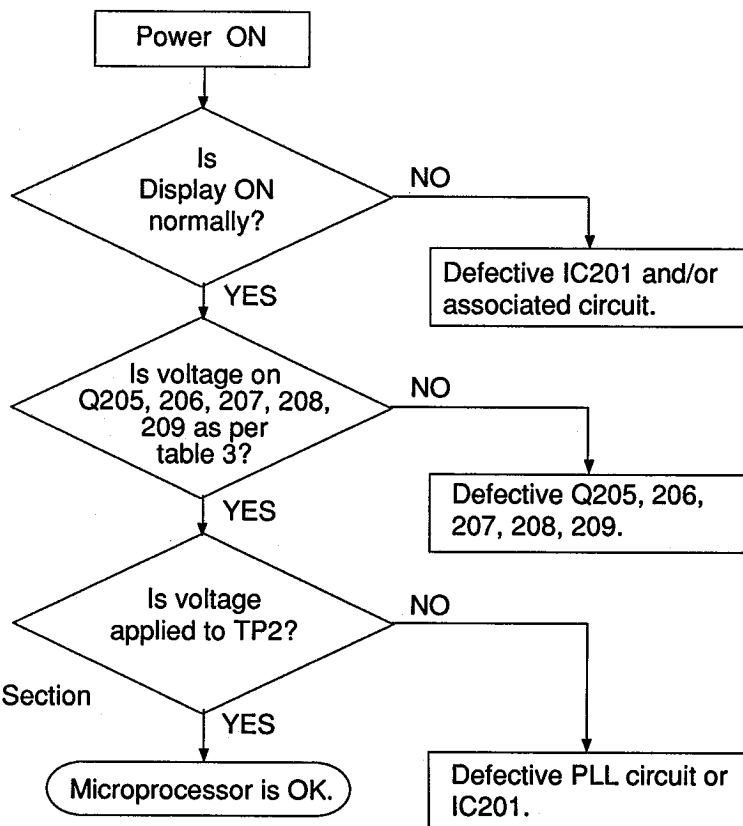 Power ON
Is
Display ON
normally?
NO
Defective IC201 and/or
associated circuit.
YES
Is voltage on
Q205, 206, 207, 208,
209 as per
table 3?
NO
Defective Q205, 206,
207, 208, 209.
YES
Is voltage
applied to TP2?
NO
Section
YES
Microprocessor is OK.
Defective PLL circuit or
IC201.